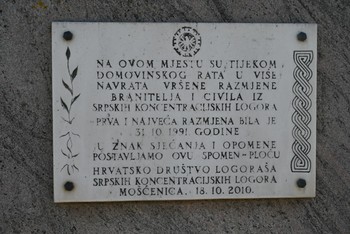 NA OVOM MJESTU SU, TIJEKOM
DOMOVINSKOG RATA U VIŠE
NAVRATA VRŠENE RAZMJENE
BRANITELJA I CIVILA IZ
SRPSKIH KONCENTRACIJSKIH LOGORA
PRVA I NAJVEĆA RAZMJENA BILA JE
31.10.1991. GODINE
U ZNAK SJEĆANJA I OPOMENE
POSTAVLJAMO OVU SPOMEN-PLOČU
HRVATSKO DRUŠTVO LOGORAŠA
SRPSKIH KONCENTRACIJSKIH LOGORA
MOŠĆENICA, 18.10.2010.